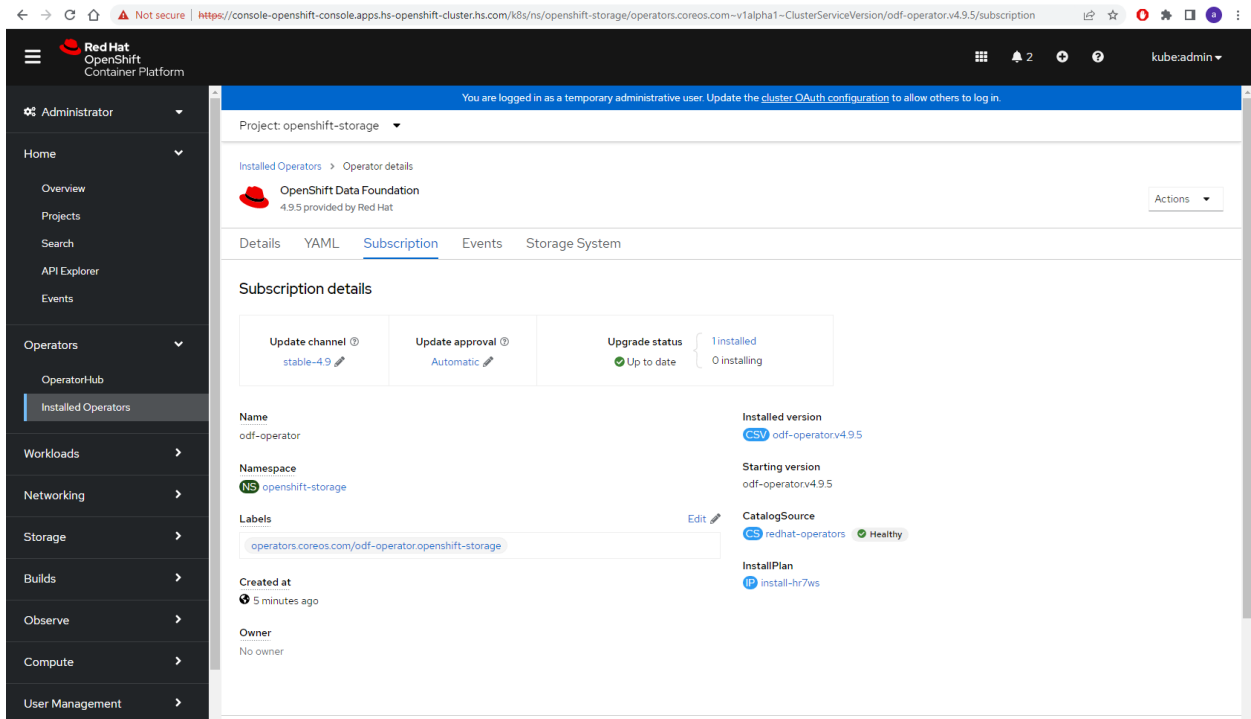 Not secure | https://console-openshift-console.apps.hs-openshift-cluster.hs.com/k8s/ns/openshift-storage/operators.coreos.com~v1alpha1~ClusterServiceVersion/odf-operator.v4.9.5/subscription
a
Red Hat
OpenShift
Container Platform
2
kube:admin
You are logged in as a temporary administrative user. Update the cluster OAuth configuration to allow others to log in.
Administrator
Home
Overview
Projects
Search
API Explorer
Events
Operators
OperatorHub
Installed Operators
Workloads
Networking
Storage
Builds
Observe
Compute
User Management
Project: openshift-storage
Installed Operators > Operator details
OpenShift Data Foundation
4.9.5 provided by Red Hat
Actions
Details YAML Subscription Events Storage System
Subscription details
Update channel
stable-4.9
Update approval
Automatic
Upgrade status
Up to date
1 installed
0 installing
Name
odf-operator
Namespace
NS openshift-storage
Labels
Edit
operators.coreos.com/odf-operator.openshift-storage
Created at
5 minutes ago
Owner
No owner
Installed version
CSV odf-operator.v4.9.5
Starting version
odf-operator.v4.9.5
CatalogSource
CS redhat-operators Healthy
InstallPlan
IP install-hr7ws